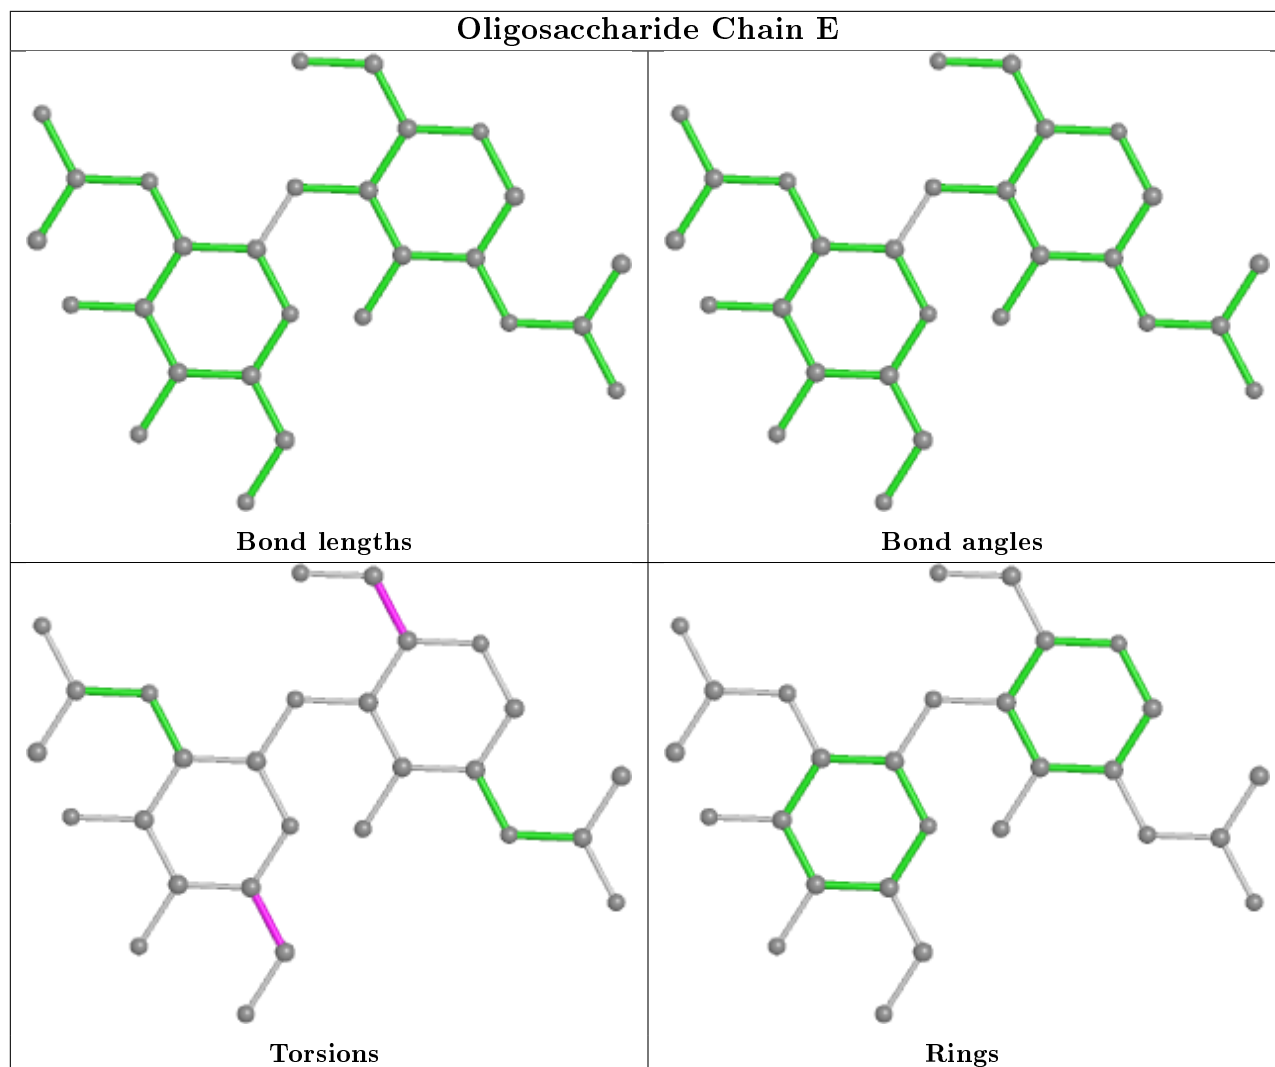 Oligosaccharide Chain E
Bond lengths
Bond angles
Torsions
Rings